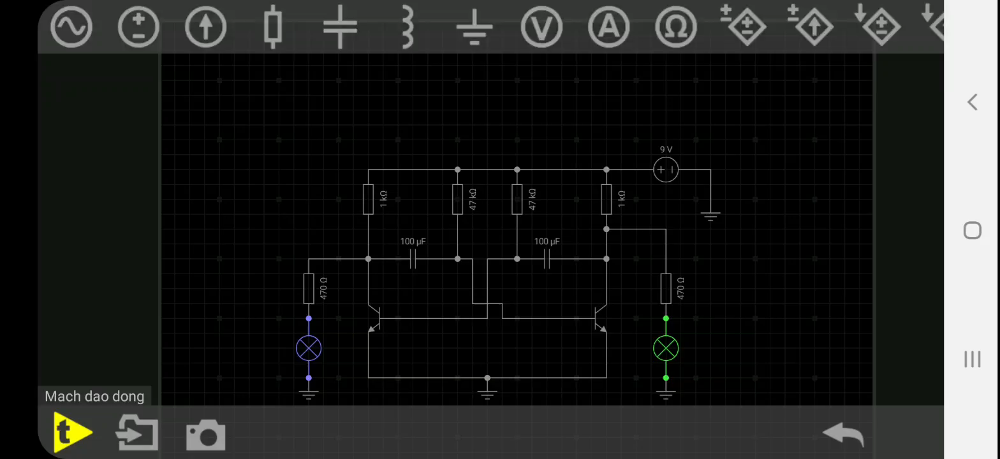 V
A
Ω
9 V
1 kΩ
47 kΩ
47 kΩ
1 kΩ
100 µF
100 µF
470 Ω
470 Ω
Mach dao dong
t